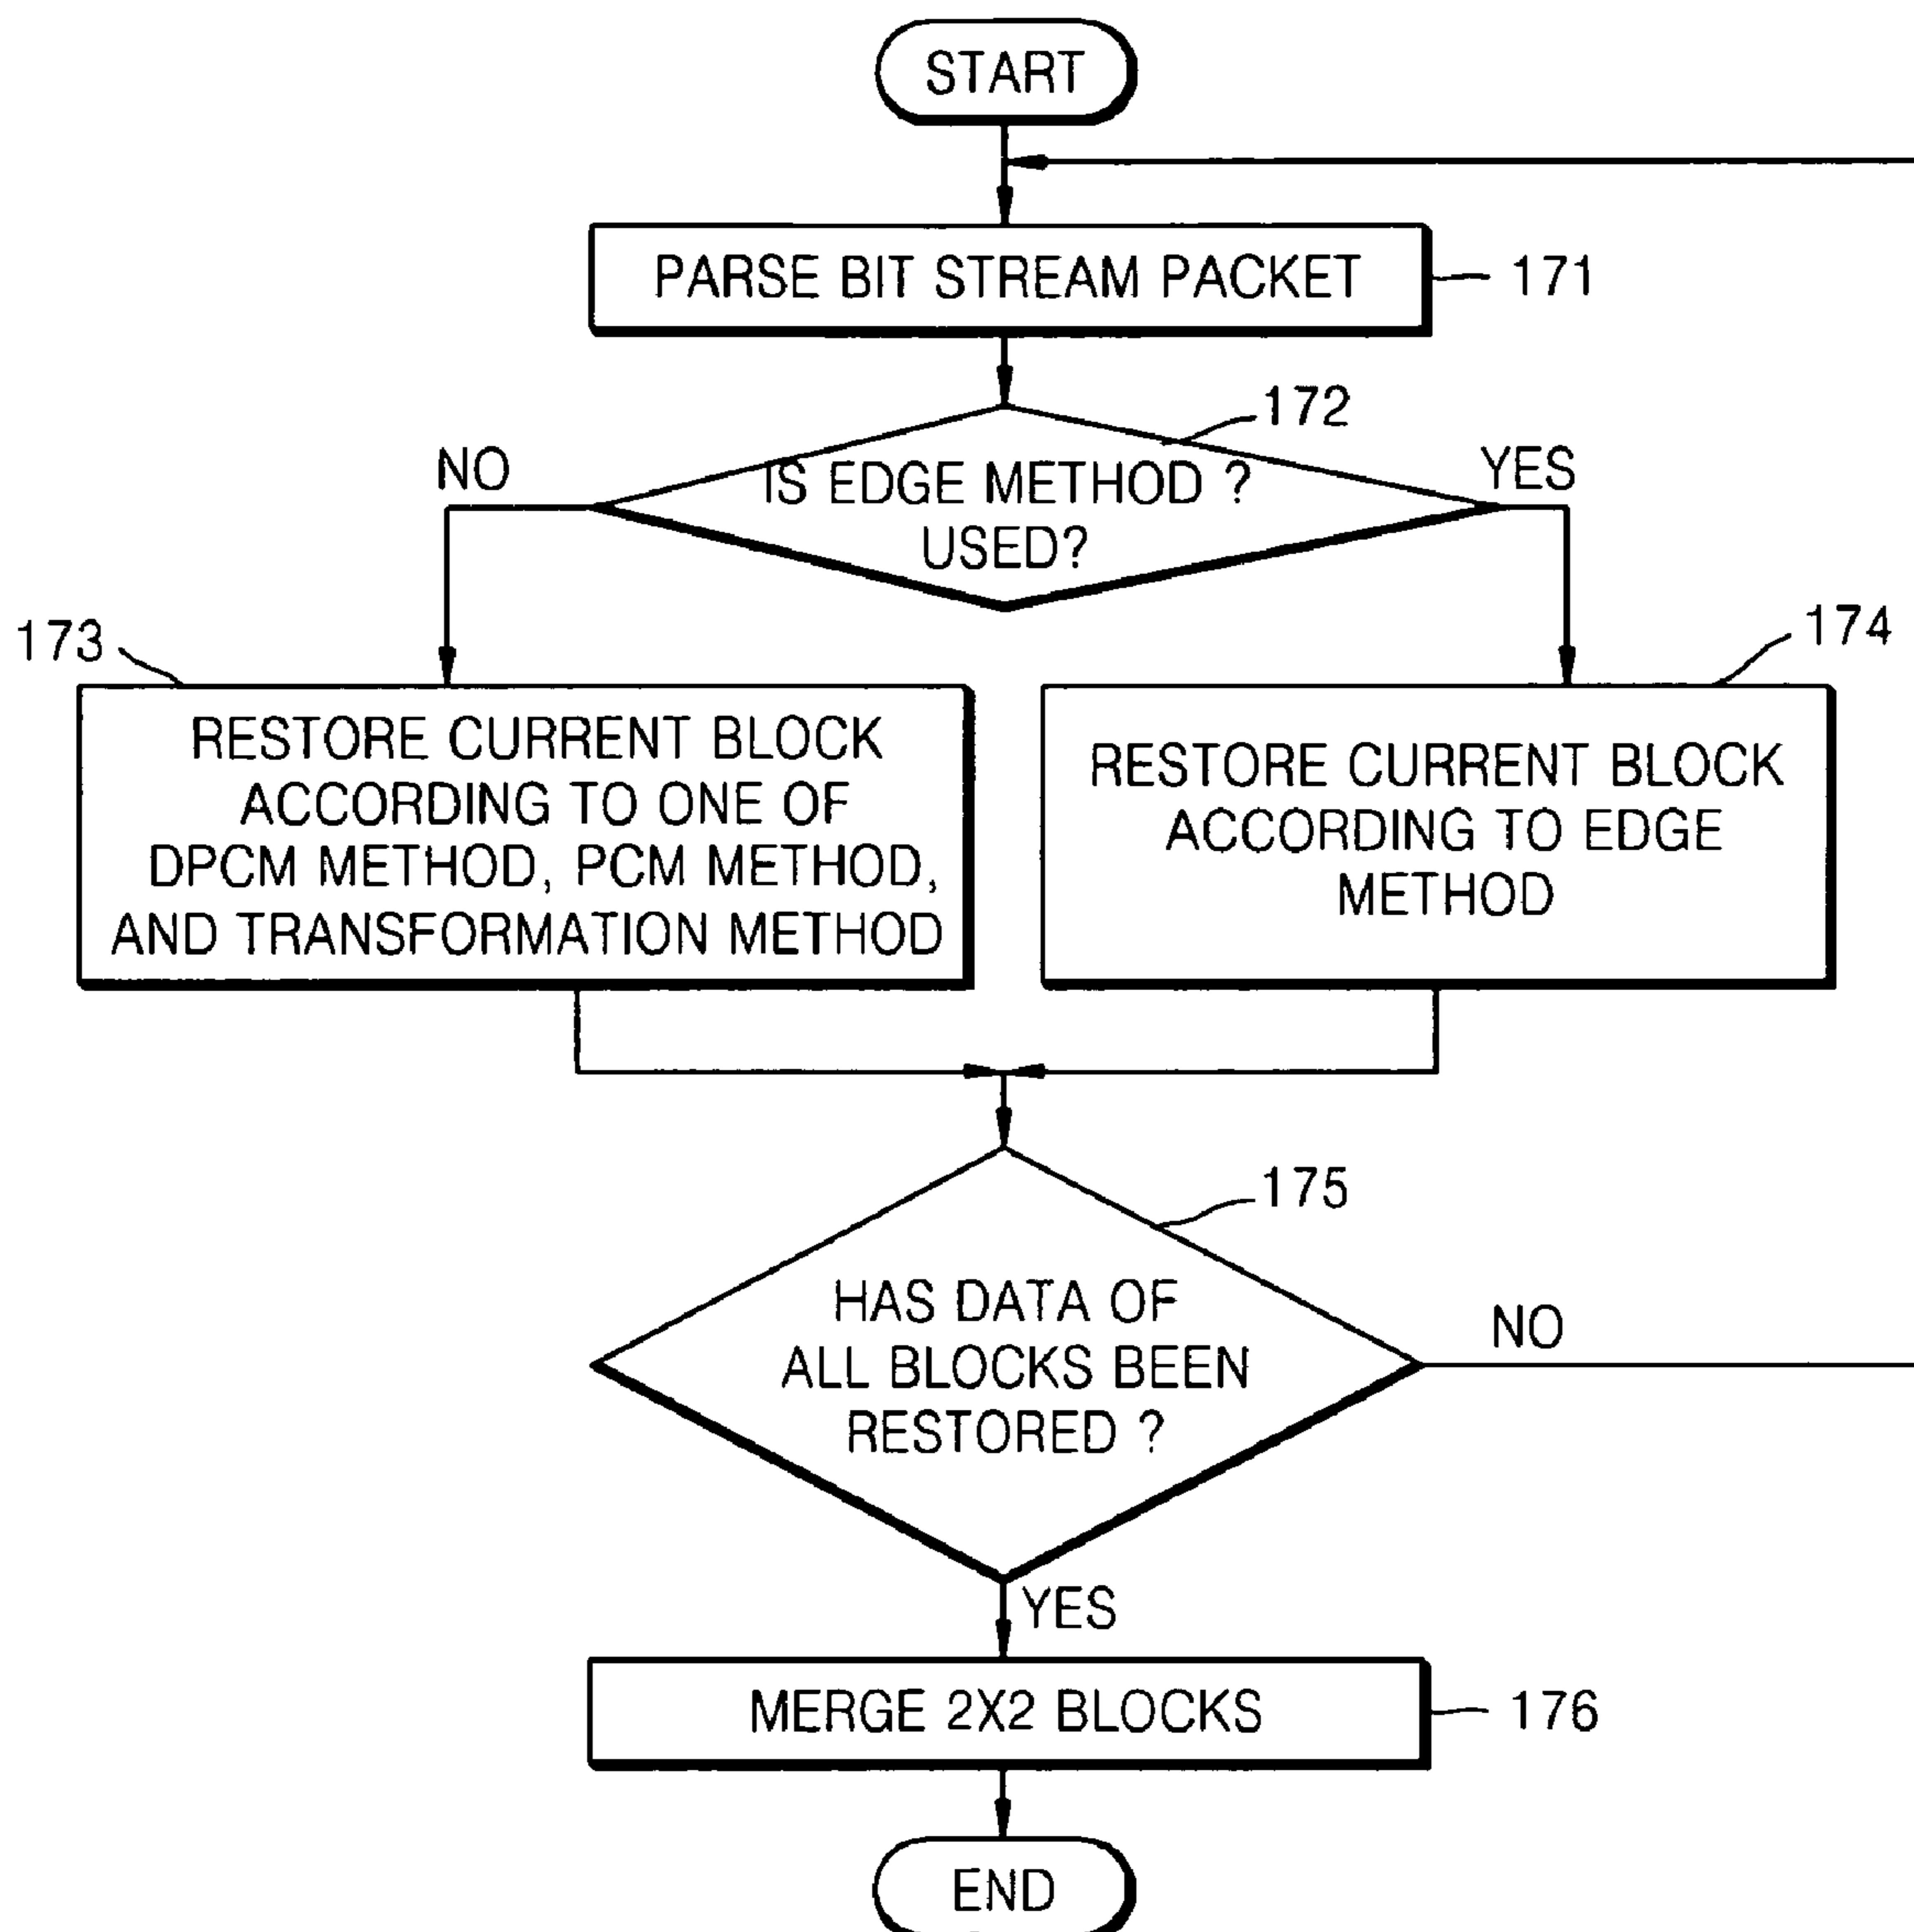 START
PARSE BIT STREAM PACKET
171
172
NO
YES
IS EDGE METHOD ?
USED?
173
174
RESTORE CURRENT BLOCK
ACCORDING TO ONE OF
DPCM METHOD, PCM METHOD,
AND TRANSFORMATION METHOD
RESTORE CURRENT BLOCK
ACCORDING TO EDGE
METHOD
175
HAS DATA OF
ALL BLOCKS BEEN
RESTORED ?
NO
YES
MERGE 2X2 BLOCKS
176
END